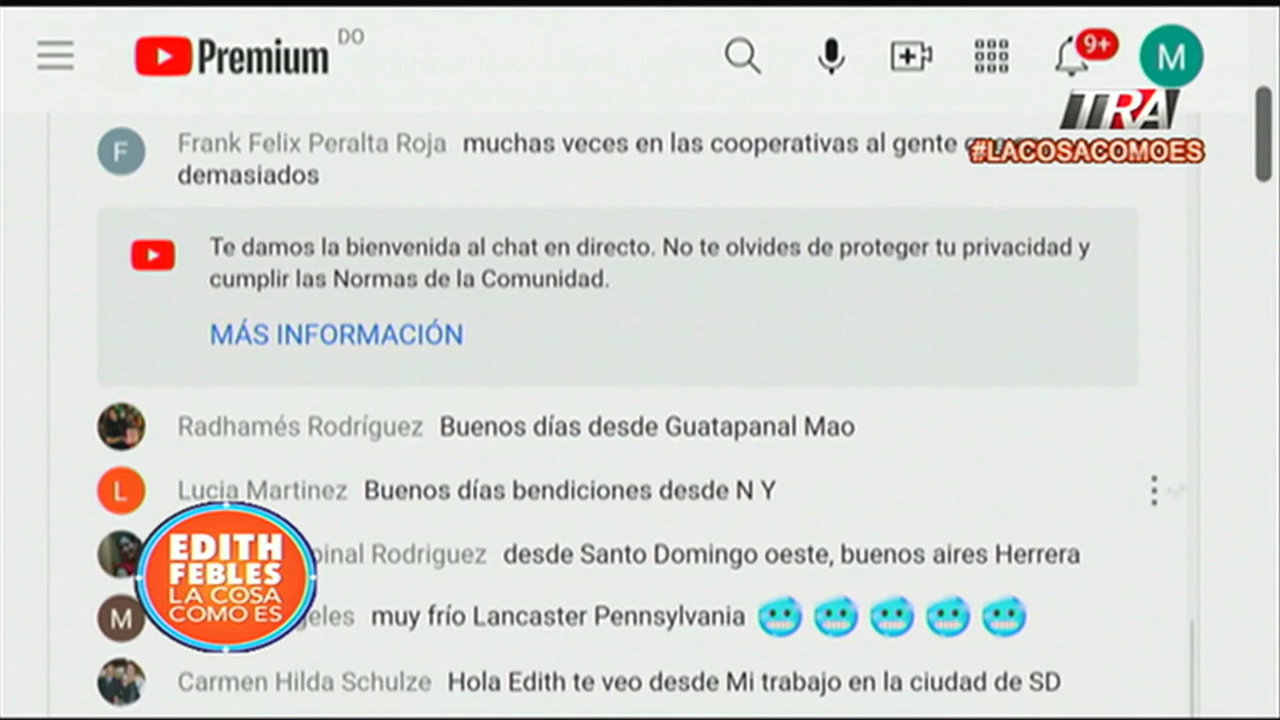 Premium DO
9+
M
TRA
#LACOSACOMOES
F
Frank Felix Peralta Roja muchas veces en las cooperativas al gente
demasiados
Te damos la bienvenida al chat en directo. No te olvides de proteger tu privacidad y
cumplir las Normas de la Comunidad.
MÁS INFORMACIÓN
Radhamés Rodríguez Buenos días desde Guatapanal Mao
L
Lucia Martinez Buenos días bendiciones desde N Y
Rodriguez desde Santo Domingo oeste, buenos aires Herrera
M
muy frío Lancaster Pennsylvania 🥶🥶🥶🥶🥶
Carmen Hilda Schulze Hola Edith te veo desde Mi trabajo en la ciudad de SD
EDITH
FEBLES
LA COSA
COMO ES